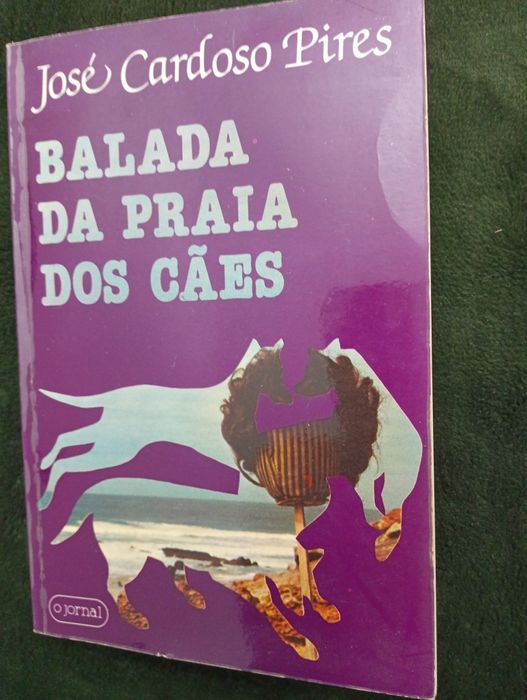 José Cardoso Pires
BALADA
DA PRAIA
DOS CÃES
o jornal